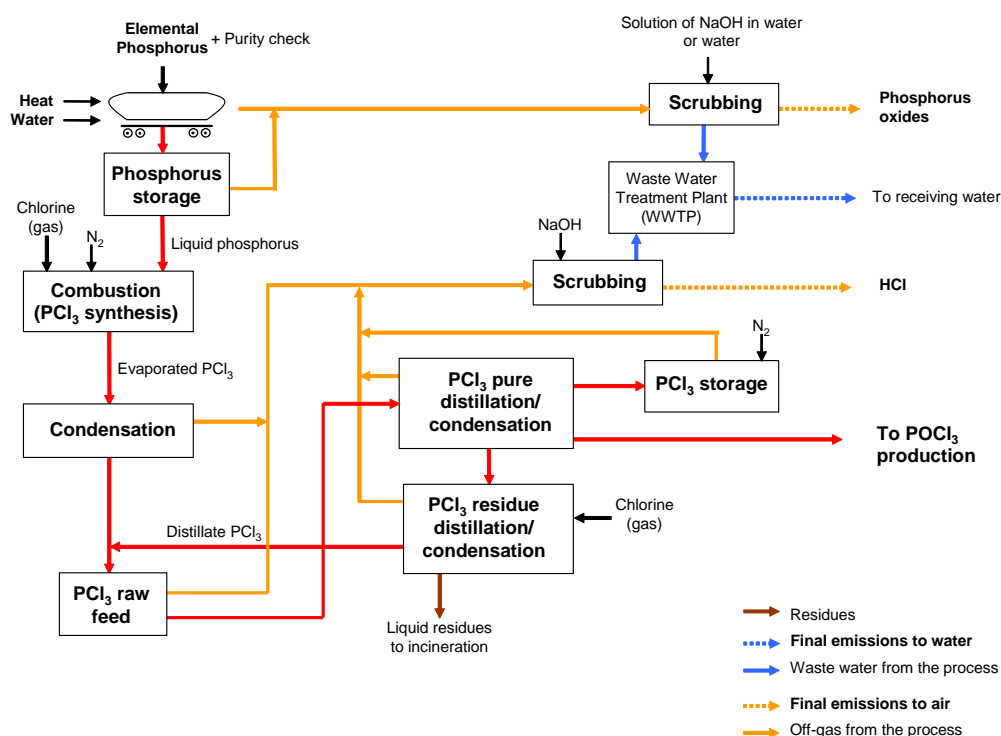 Elemental
Phosphorus
+ Purity check
Solution of NaOH in water
or water
Heat
Water
Scrubbing
Phosphorus
oxides
Phosphorus
storage
Waste Water
Treatment Plant
(WWTP)
To receiving water
Chlorine
(gas)
N₂
Liquid phosphorus
NaOH
Combustion
(PCl₃ synthesis)
Scrubbing
HCl
N₂
Evaporated PCl₃
PCl₃ pure
distillation/
condensation
PCl₃ storage
Condensation
To POCl₃
production
PCl₃ residue
distillation/
condensation
Chlorine
(gas)
Distillate PCl₃
PCl₃ raw
feed
Liquid residues
to incineration
Residues
Final emissions to water
Waste water from the process
Final emissions to air
Off-gas from the process